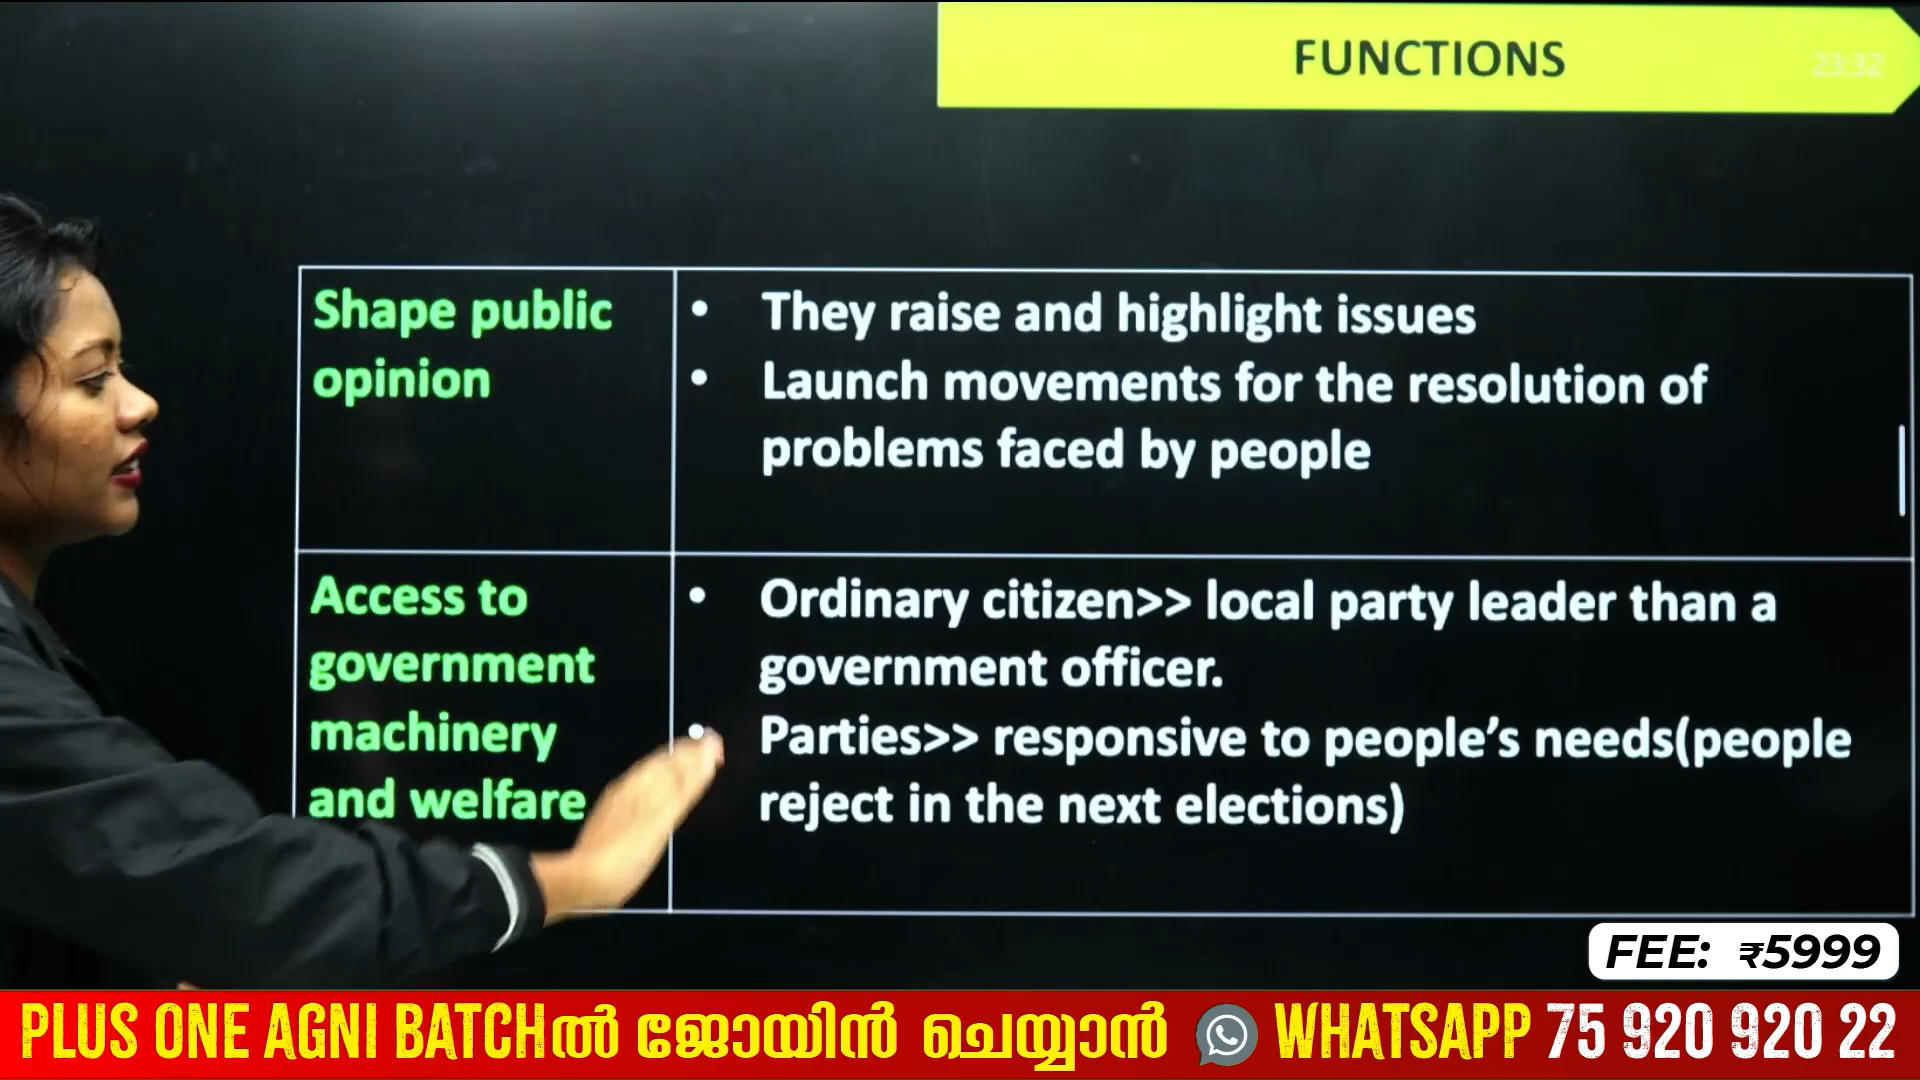 FUNCTIONS
23:32
Shape public
opinion
• They raise and highlight issues
• Launch movements for the resolution of
problems faced by people
Access to
government
machinery
and welfare
• Ordinary citizen>> local party leader than a
government officer.
• Parties>> responsive to people’s needs(people
reject in the next elections)
FEE: ₹5999
PLUS ONE AGNI BATCHൽ ജോയിൻ ചെയ്യാൻ WHATSAPP 75 920 920 22